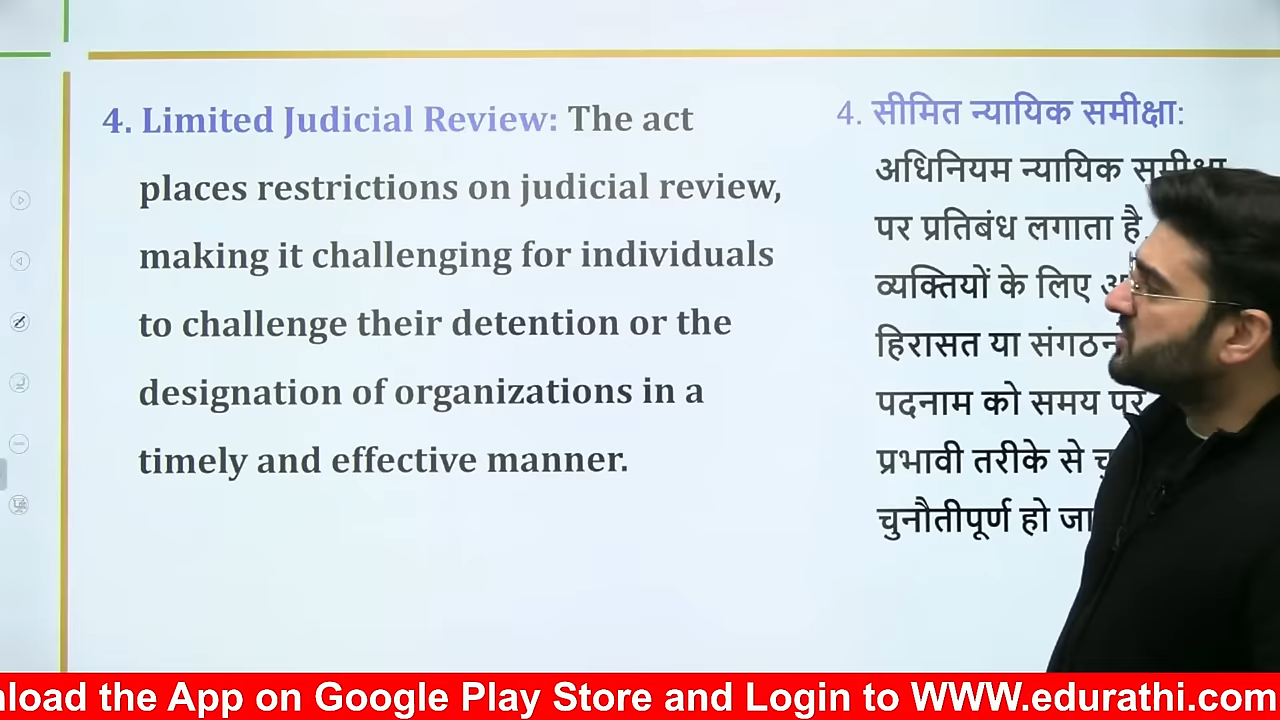 4. Limited Judicial Review: The act
places restrictions on judicial review,
making it challenging for individuals
to challenge their detention or the
designation of organizations in a
timely and effective manner.
4. सीमित न्यायिक समीक्षा:
अधिनियम न्यायिक समीक्षा
पर प्रतिबंध लगाता है
व्यक्तियों के लिए
हिरासत या संगठन
पदनाम को समय पर
प्रभावी तरीके से
चुनौतीपूर्ण हो
nload the App on Google Play Store and Login to WWW.edurathi.com